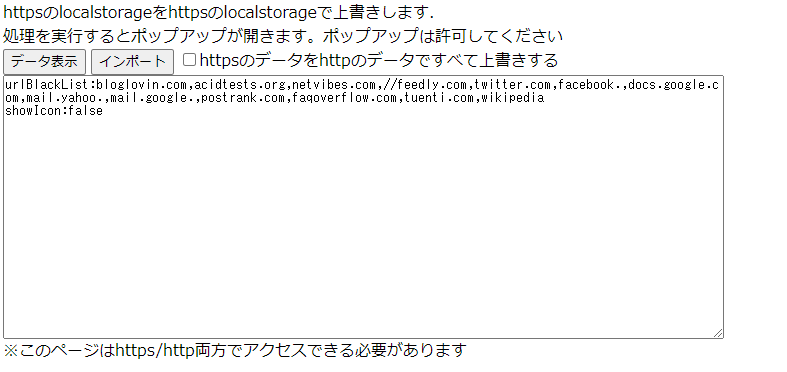 httpsのlocalstorageをhttpsのlocalstorageで上書きします.
処理を実行するとポップアップが開きます。ポップアップは許可してください
データ表示 インポート httpsのデータをhttpのデータですべて上書きする
urlBlackList:bloglovin.com,acidtests.org,netvibes.com,//feedly.com,twitter.com,facebook.,docs.google.c
om,mail.yahoo.,mail.google.,postrank.com,faqoverflow.com,tuenti.com,wikipedia
showIcon:false
※このページはhttps/http両方でアクセスできる必要があります